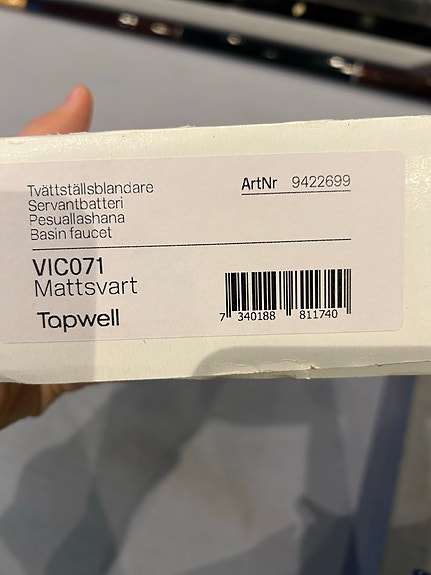 Tvättställsblandare
Servantbatteri
Pesuallashana
Basin faucet
ArtNr 9422699
VIC071
Mattsvart
Tapwell
7 340188 811740